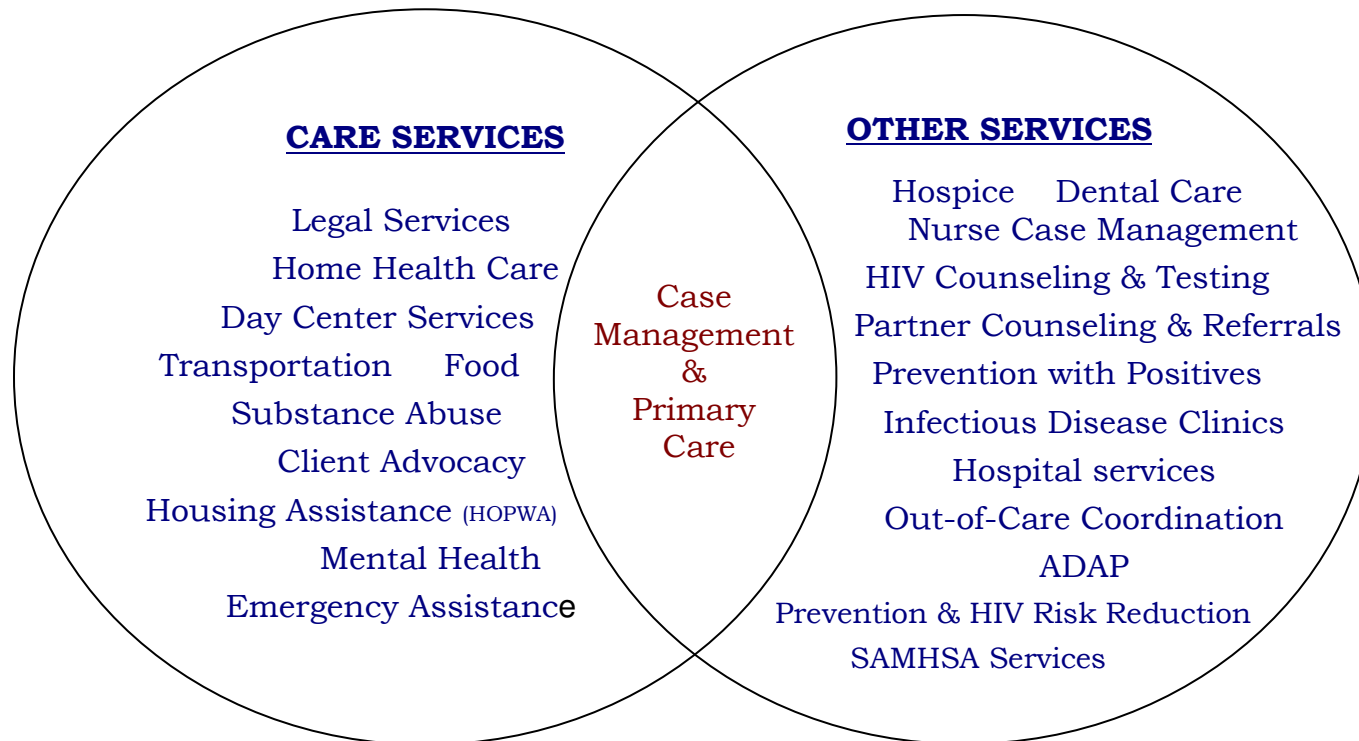 CARE SERVICES
Legal Services
Home Health Care
Day Center Services
Transportation Food
Substance Abuse
Client Advocacy
Housing Assistance (HOPWA)
Mental Health
Emergency Assistance
Case
Management
&
Primary
Care
OTHER SERVICES
Hospice Dental Care
Nurse Case Management
HIV Counseling & Testing
Partner Counseling & Referrals
Prevention with Positives
Infectious Disease Clinics
Hospital services
Out-of-Care Coordination
ADAP
Prevention & HIV Risk Reduction
SAMHSA Services